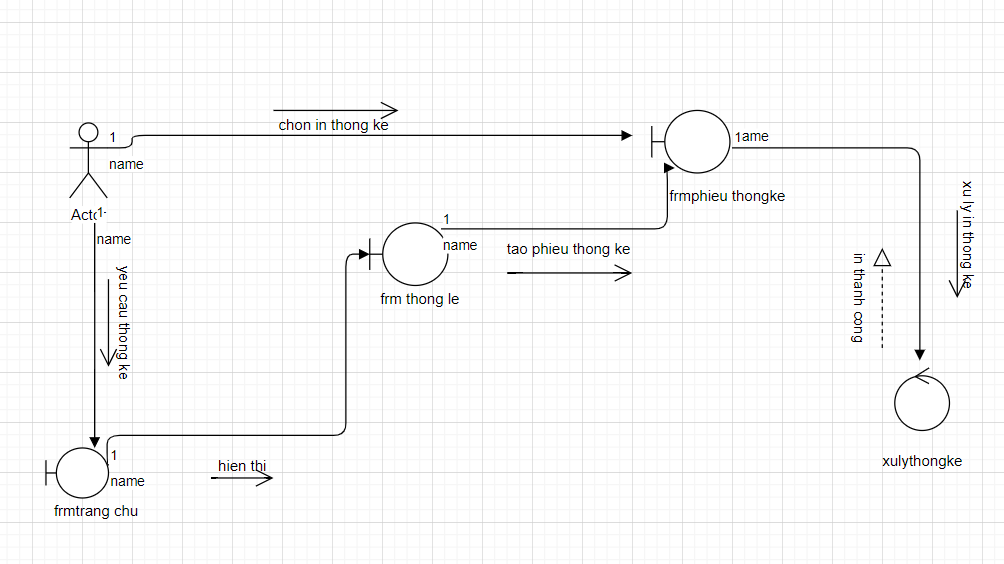 chon in thong ke
1
name
1ame
frmphieu thongke
Actc
1
name
1
name
tao phieu thong ke
frm thong le
yeu cau thong ke
xu ly in thong ke
in thanh cong
1
name
hien thi
frmtrang chu
xulythongke